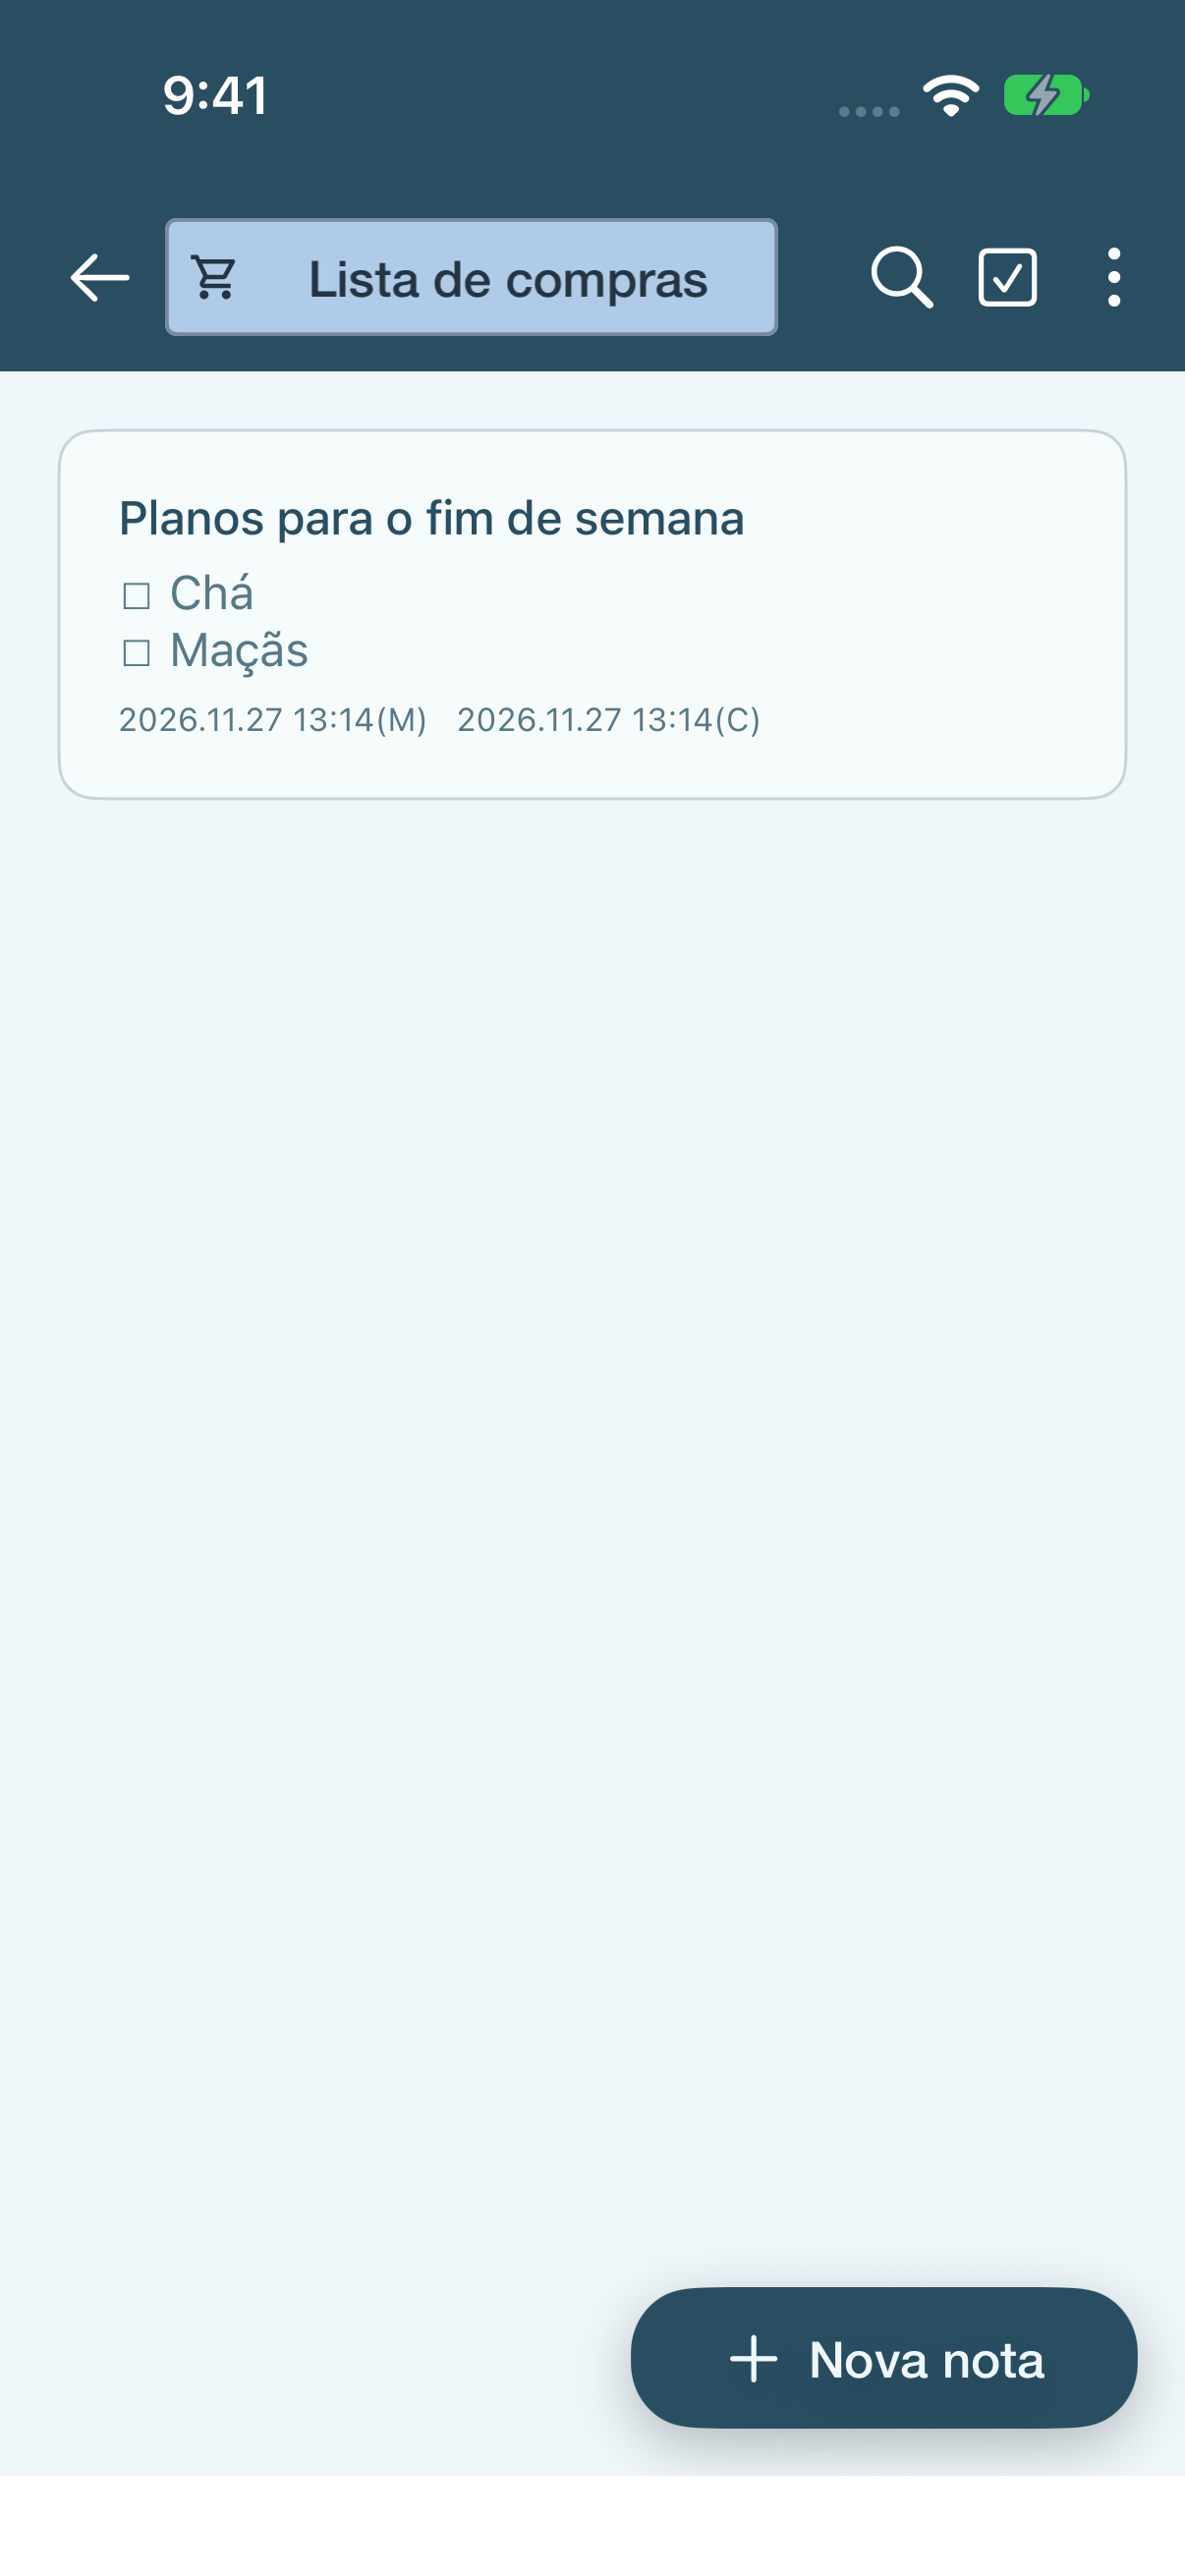 9:41
Lista de compras
Planos para o fim de semana
☐ Chá
☐ Maçãs
2026.11.27 13:14(M) 2026.11.27 13:14(C)
Nova nota